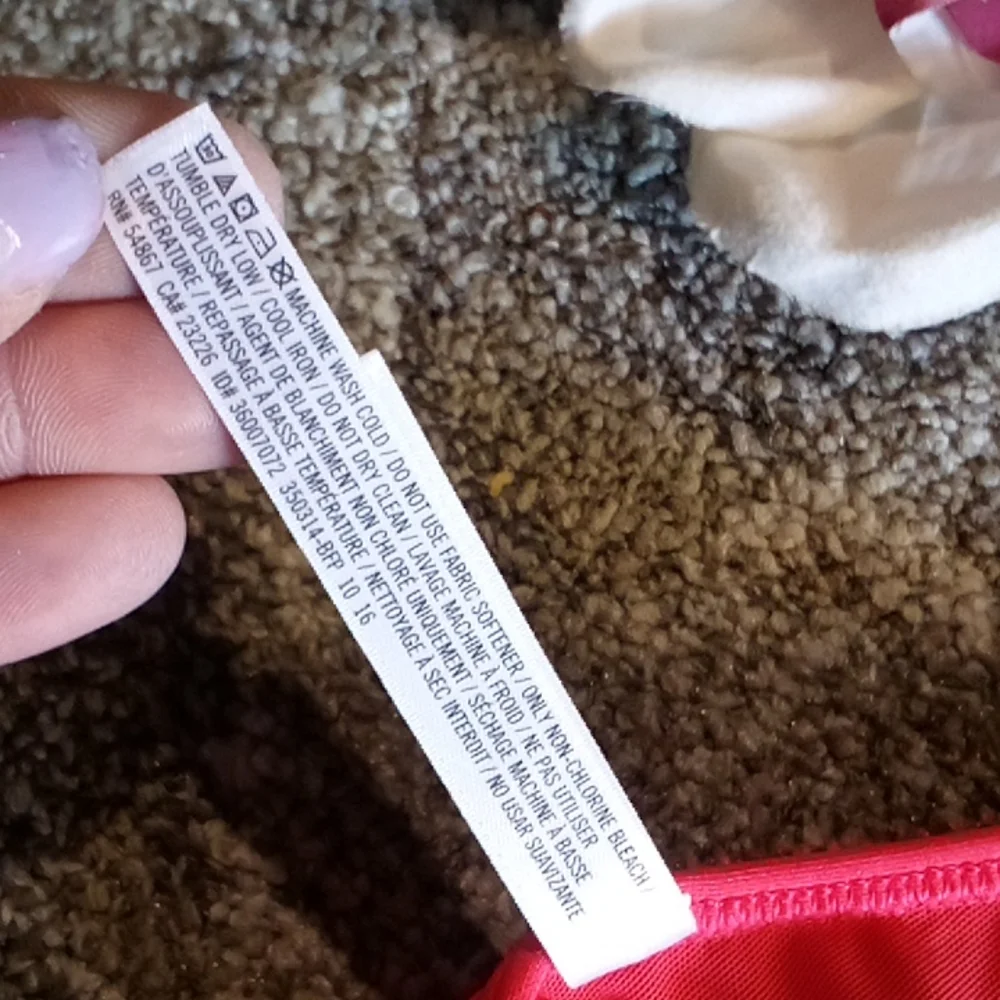 MACHINE WASH COLD / DO NOT USE FABRIC SOFTENER / ONLY NON-CHLORINE BLEACH /
TUMBLE DRY LOW / COOL IRON / DO NOT DRY CLEAN / LAVAGE MACHINE À FROID / NE PAS UTILISER
D'ASSOUPLISSANT / AGENT DE BLANCHIMENT NON CHLORÉ UNIQUEMENT / SÉCHAGE MACHINE À BASSE
TEMPÉRATURE / REPASSAGE À BASSE TEMPÉRATURE / NETTOYAGE À SEC INTERDIT / NO USAR SUAVIZANTE
RN# 54867 CA# 23226 ID# 36007072 350314-BFP 10 16